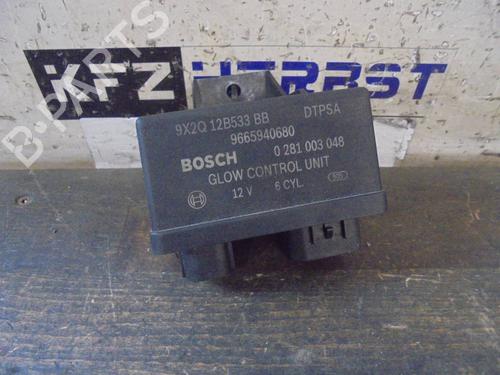 KFZ HERBST
B-PARTS
9X2Q 12B533 BB DTPSA
9665940680
BOSCH 0 281 003 048
GLOW CONTROL UNIT
12 V 6 CYL.